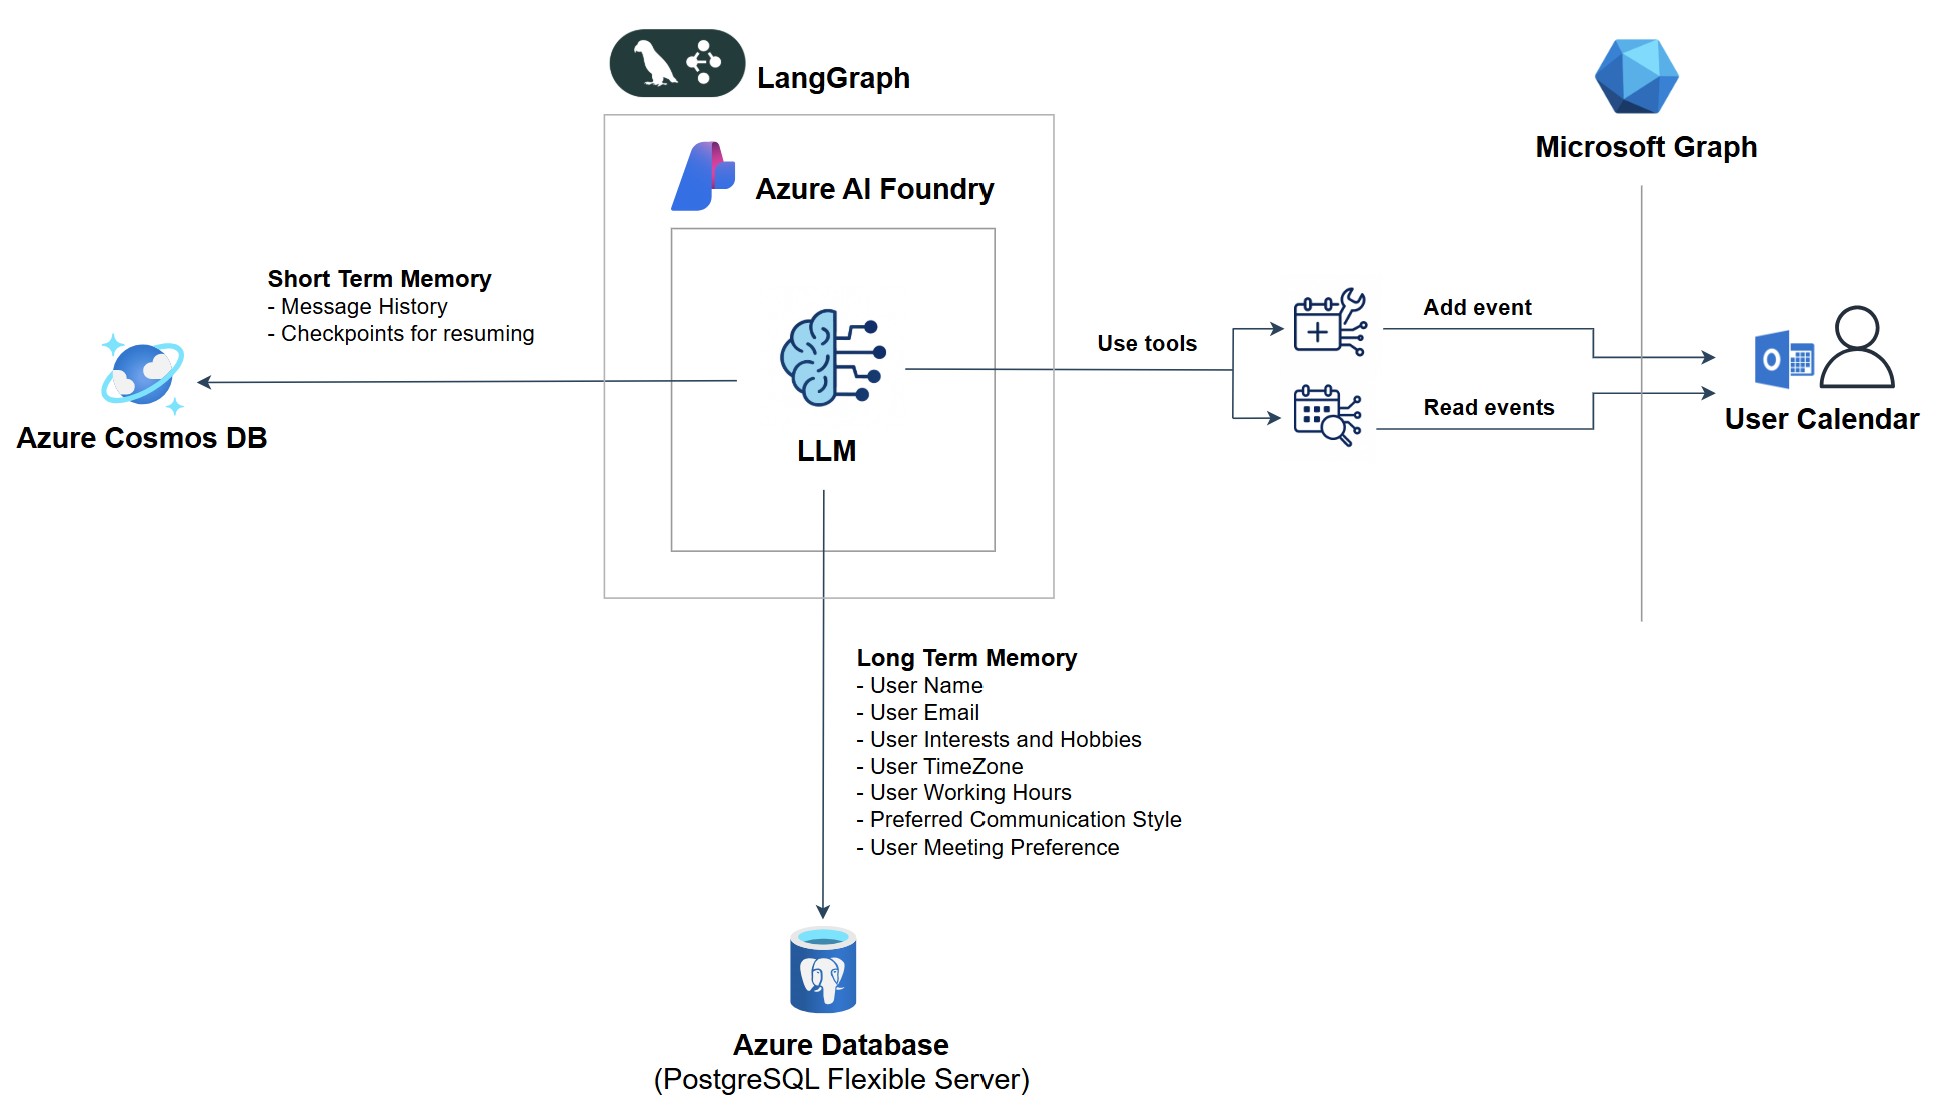 LangGraph
Microsoft Graph
Azure AI Foundry
Short Term Memory
- Message History
- Checkpoints for resuming
Azure Cosmos DB
LLM
Use tools
Add event
Read events
User Calendar
Long Term Memory
- User Name
- User Email
- User Interests and Hobbies
- User TimeZone
- User Working Hours
- Preferred Communication Style
- User Meeting Preference
Azure Database
(PostgreSQL Flexible Server)